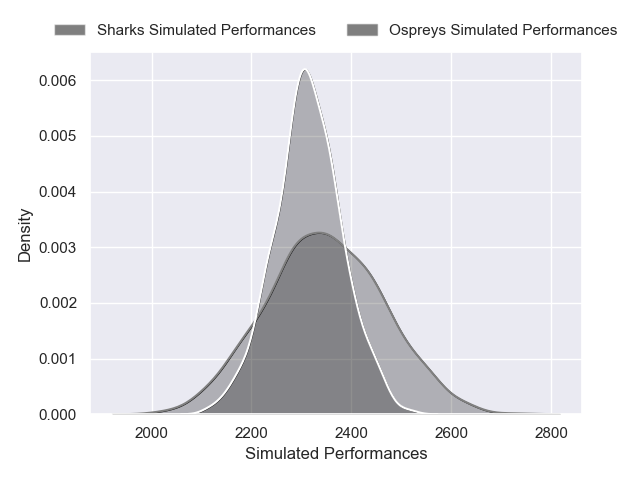 Sharks Simulated Performances Ospreys Simulated Performances
0.006
0.005
0.004
0.003
0.002
0.001
0.000
Density
2000 2200 2400 2600 2800
Simulated Performances